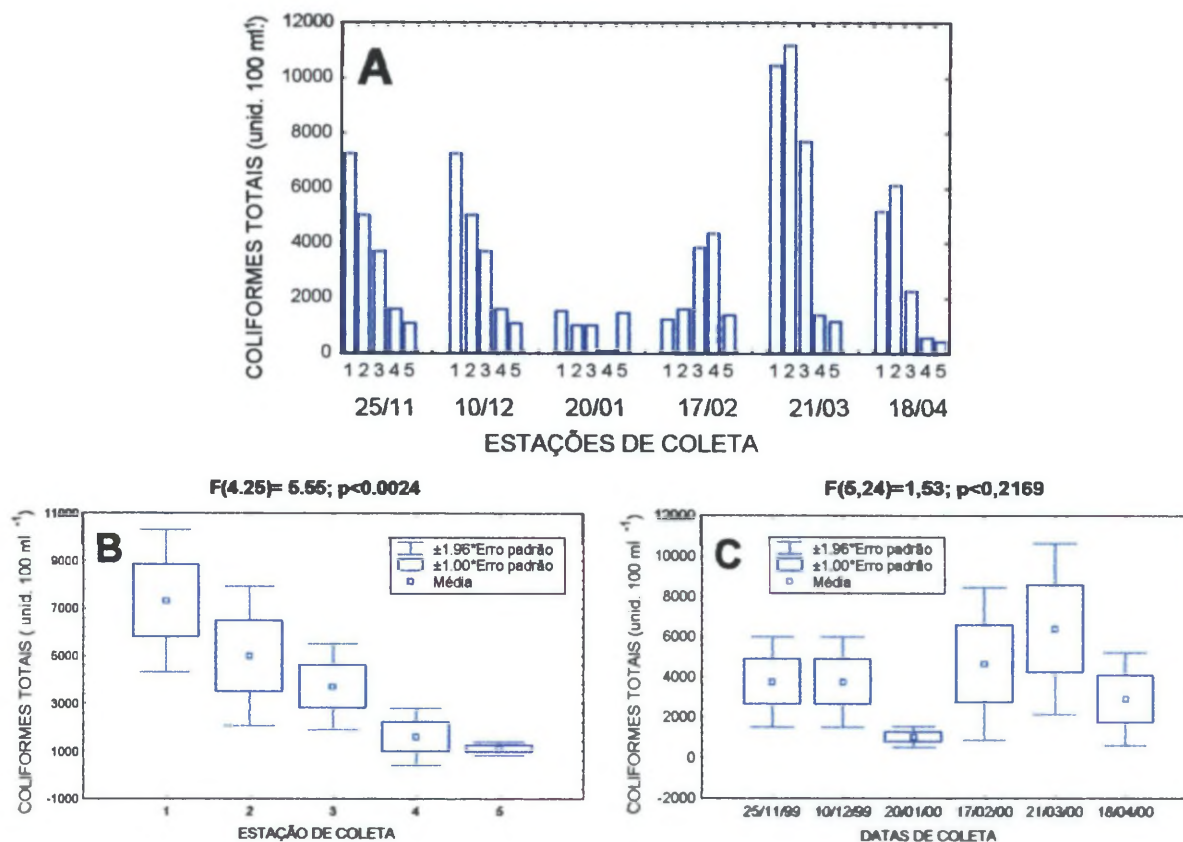 A
COLIFORMES TOTAIS (unid. 100 ml¹)
12000
10000
8000
6000
4000
2000
0
1 2 3 4 5 1 2 3 4 5 1 2 3 4 5 1 2 3 4 5 1 2 3 4 5 1 2 3 4 5
25/11 10/12 20/01 17/02 21/03 18/04
ESTAÇÕES DE COLETA
F(4.25)= 5.55; p<0.0024
B
COLIFORMES TOTAIS ( unid. 100 ml -1)
11000
9000
7000
5000
3000
1000
-1000
±1.96*Erro padrão
±1.00*Erro padrão
Média
1 2 3 4 5
ESTAÇÃO DE COLETA
F(5,24)=1,53; p<0,2169
C
COLIFORMES TOTAIS (unid. 100 ml -1)
12000
10000
8000
6000
4000
2000
0
-2000
±1.96*Erro padrão
±1.00*Erro padrão
Média
25/11/99 10/12/99 20/01/00 17/02/00 21/03/00 18/04/00
DATAS DE COLETA